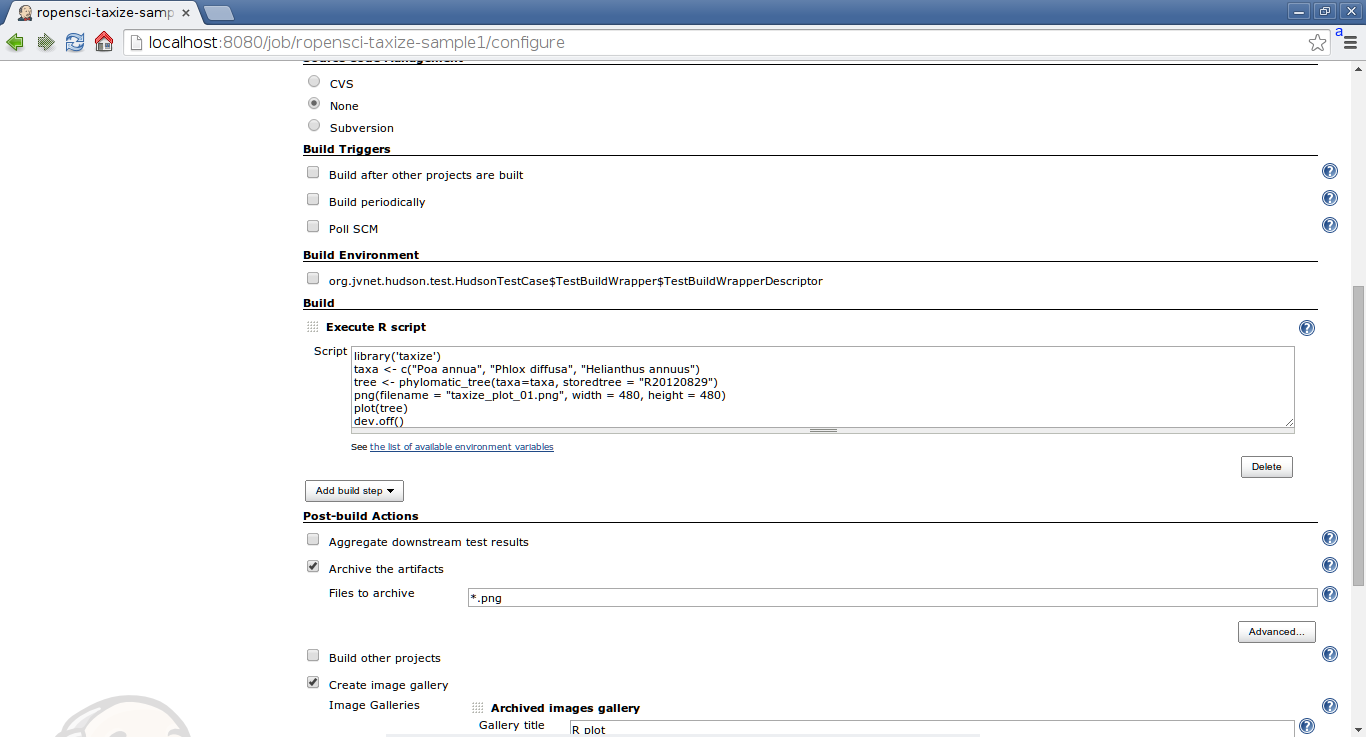 ropensci-taxize-samp
localhost:8080/job/ropensci-taxize-sample1/configure
a
Source Code Management
CVS
None
Subversion
Build Triggers
Build after other projects are built
?
Build periodically
?
Poll SCM
?
Build Environment
org.jvnet.hudson.test.HudsonTestCase$TestBuildWrapper$TestBuildWrapperDescriptor
Build
Execute R script
?
Script
library('taxize')
taxa <- c("Poa annua", "Phlox diffusa", "Helianthus annuus")
tree <- phylomatic_tree(taxa=taxa, storedtree = "R20120829")
png(filename = "taxize_plot_01.png", width = 480, height = 480)
plot(tree)
dev.off()
See the list of available environment variables
Delete
Add build step
Post-build Actions
Aggregate downstream test results
?
Archive the artifacts
?
Files to archive
*.png
?
Advanced...
Build other projects
?
Create image gallery
Image Galleries
Archived images gallery
?
Gallery title
R plot
?